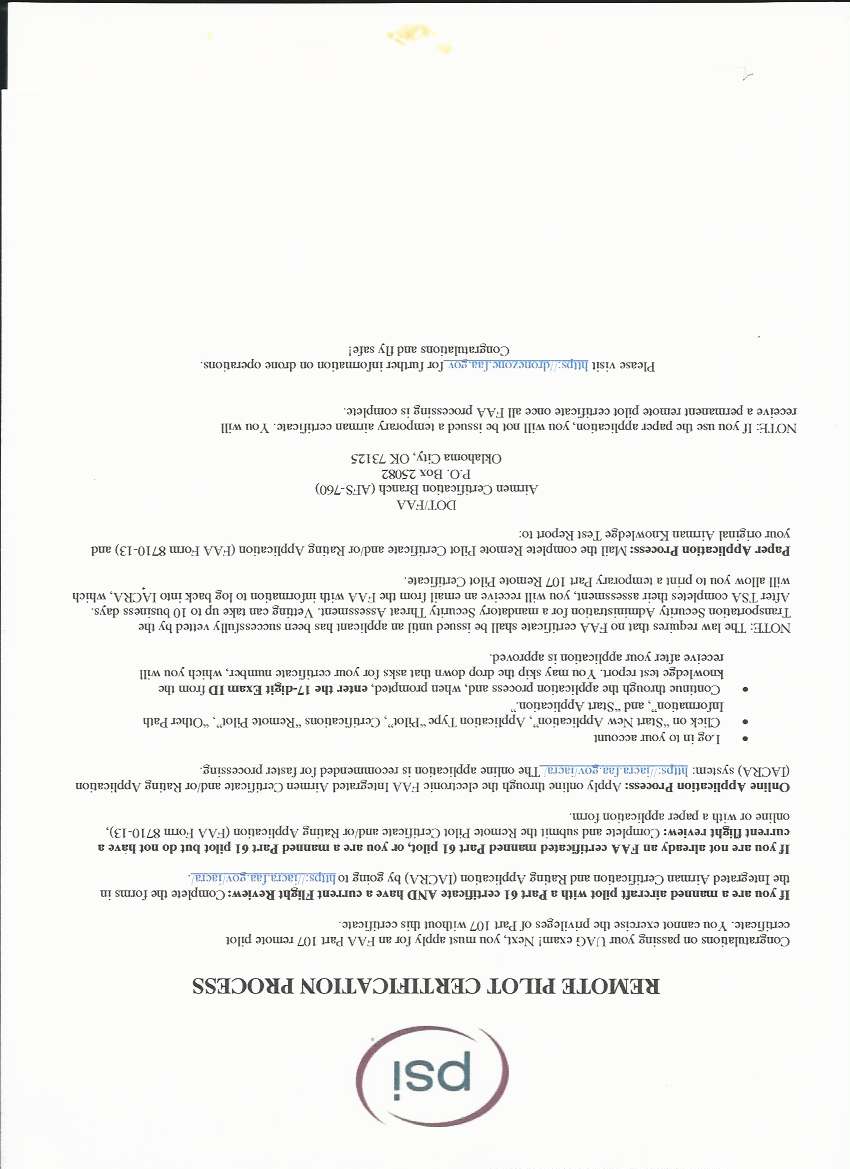 psi
REMOTE PILOT CERTIFICATION PROCESS
Congratulations on passing your UAG exam! Next, you must apply for an FAA Part 107 remote pilot
certificate. You cannot exercise the privileges of Part 107 without this certificate.
If you are a manned aircraft pilot with a Part 61 certificate AND have a current Flight Review: Complete the forms in
the Integrated Airman Certification and Rating Application (IACRA) by going to https://iacra.faa.gov/iacra/.
If you are not already an FAA certificated manned Part 61 pilot, or you are a manned Part 61 pilot but do not have a
current flight review: Complete and submit the Remote Pilot Certificate and/or Rating Application (FAA Form 8710-13),
online or with a paper application form.
Online Application Process: Apply online through the electronic FAA Integrated Airmen Certificate and/or Rating Application
(IACRA) system: https://iacra.faa.gov/iacra/ The online application is recommended for faster processing.
• Log in to your account
• Click on “Start New Application”, Application Type “Pilot”, Certifications “Remote Pilot”, “Other Path
Information”, and “Start Application.”
• Continue through the application process and, when prompted, enter the 17-digit Exam ID from the
knowledge test report. You may skip the drop down that asks for your certificate number, which you will
receive after your application is approved.
NOTE: The law requires that no FAA certificate shall be issued until an applicant has been successfully vetted by the
Transportation Security Administration for a mandatory Security Threat Assessment. Vetting can take up to 10 business days.
After TSA completes their assessment, you will receive an email from the FAA with information to log back into IACRA, which
will allow you to print a temporary Part 107 Remote Pilot Certificate.
Paper Application Process: Mail the complete Remote Pilot Certificate and/or Rating Application (FAA Form 8710-13) and
your original Airman Knowledge Test Report to:
DOT/FAA
Airmen Certification Branch (AFS-760)
P.O. Box 25082
Oklahoma City, OK 73125
NOTE: If you use the paper application, you will not be issued a temporary airman certificate. You will
receive a permanent remote pilot certificate once all FAA processing is complete.
Please visit https://dronezone.faa.gov for further information on drone operations.
Congratulations and fly safe!